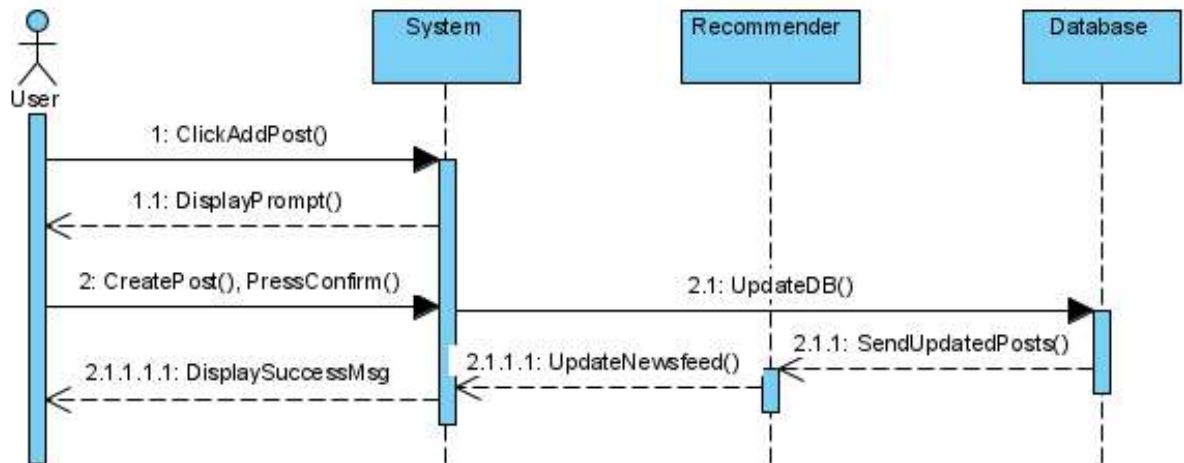 System
Recommender
Database
User
1: ClickAddPost()
1.1: DisplayPrompt()
2: CreatePost(), PressConfirm()
2.1: UpdateDB()
2.1.1: SendUpdatedPosts()
2.1.1.1: UpdateNewsfeed()
2.1.1.1.1: DisplaySuccessMsg